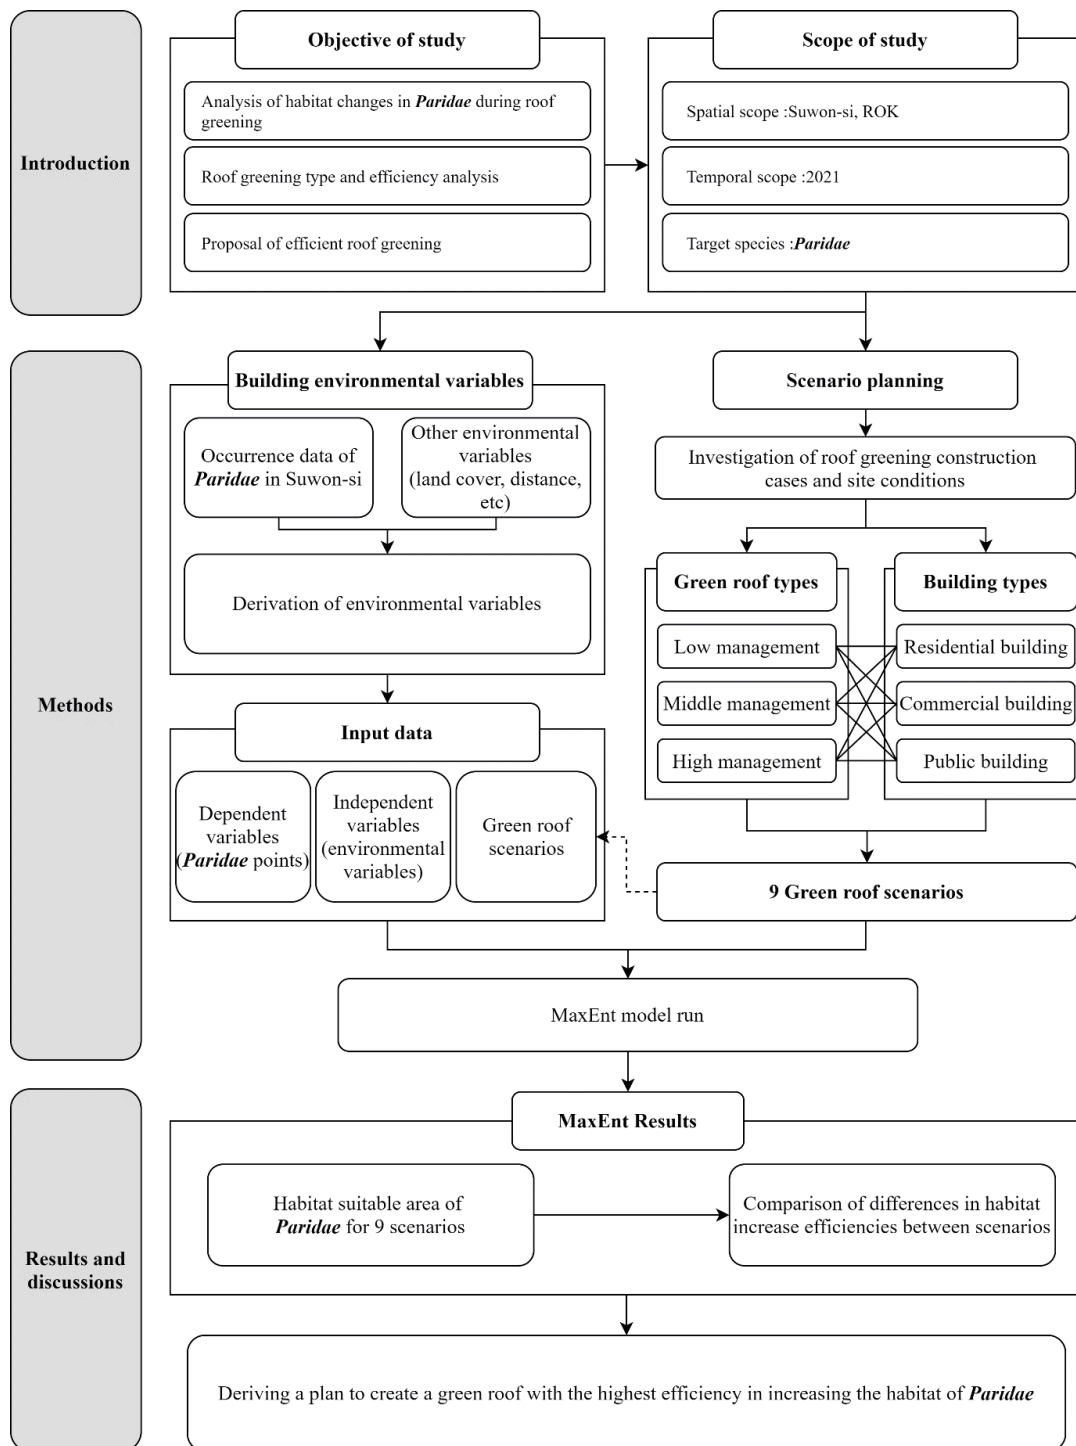 Introduction
Objective of study
Analysis of habitat changes in Paridae during roof
greening
Roof greening type and efficiency analysis
Proposal of efficient roof greening
Scope of study
Spatial scope :Suwon-si, ROK
Temporal scope :2021
Target species :Paridae
Methods
Building environmental variables
Occurrence data of
Paridae in Suwon-si
Other environmental
variables
(land cover, distance,
etc)
Derivation of environmental variables
Input data
Dependent
variables
(Paridae points)
Independent
variables
(environmental
variables)
Green roof
scenarios
Scenario planning
Investigation of roof greening construction
cases and site conditions
Green roof types
Low management
Middle management
High management
Building types
Residential building
Commercial building
Public building
9 Green roof scenarios
MaxEnt model run
Results and
discussions
MaxEnt Results
Habitat suitable area of
Paridae for 9 scenarios
Comparison of differences in habitat
increase efficiencies between scenarios
Deriving a plan to create a green roof with the highest efficiency in increasing the habitat of Paridae